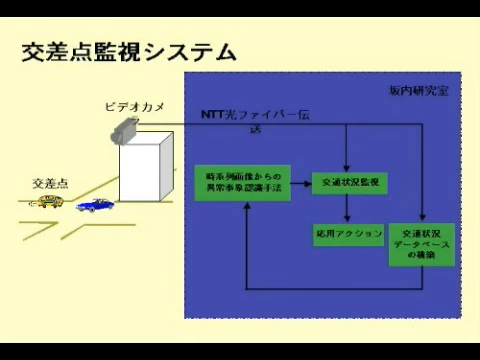 交差点監視システム
坂内研究室
ビデオカメ
NTT光ファイバー伝
送
時系列画像からの
異常事象認識手法
交通状況監視
交差点
応用アクション
交通状況
データベース
の構築